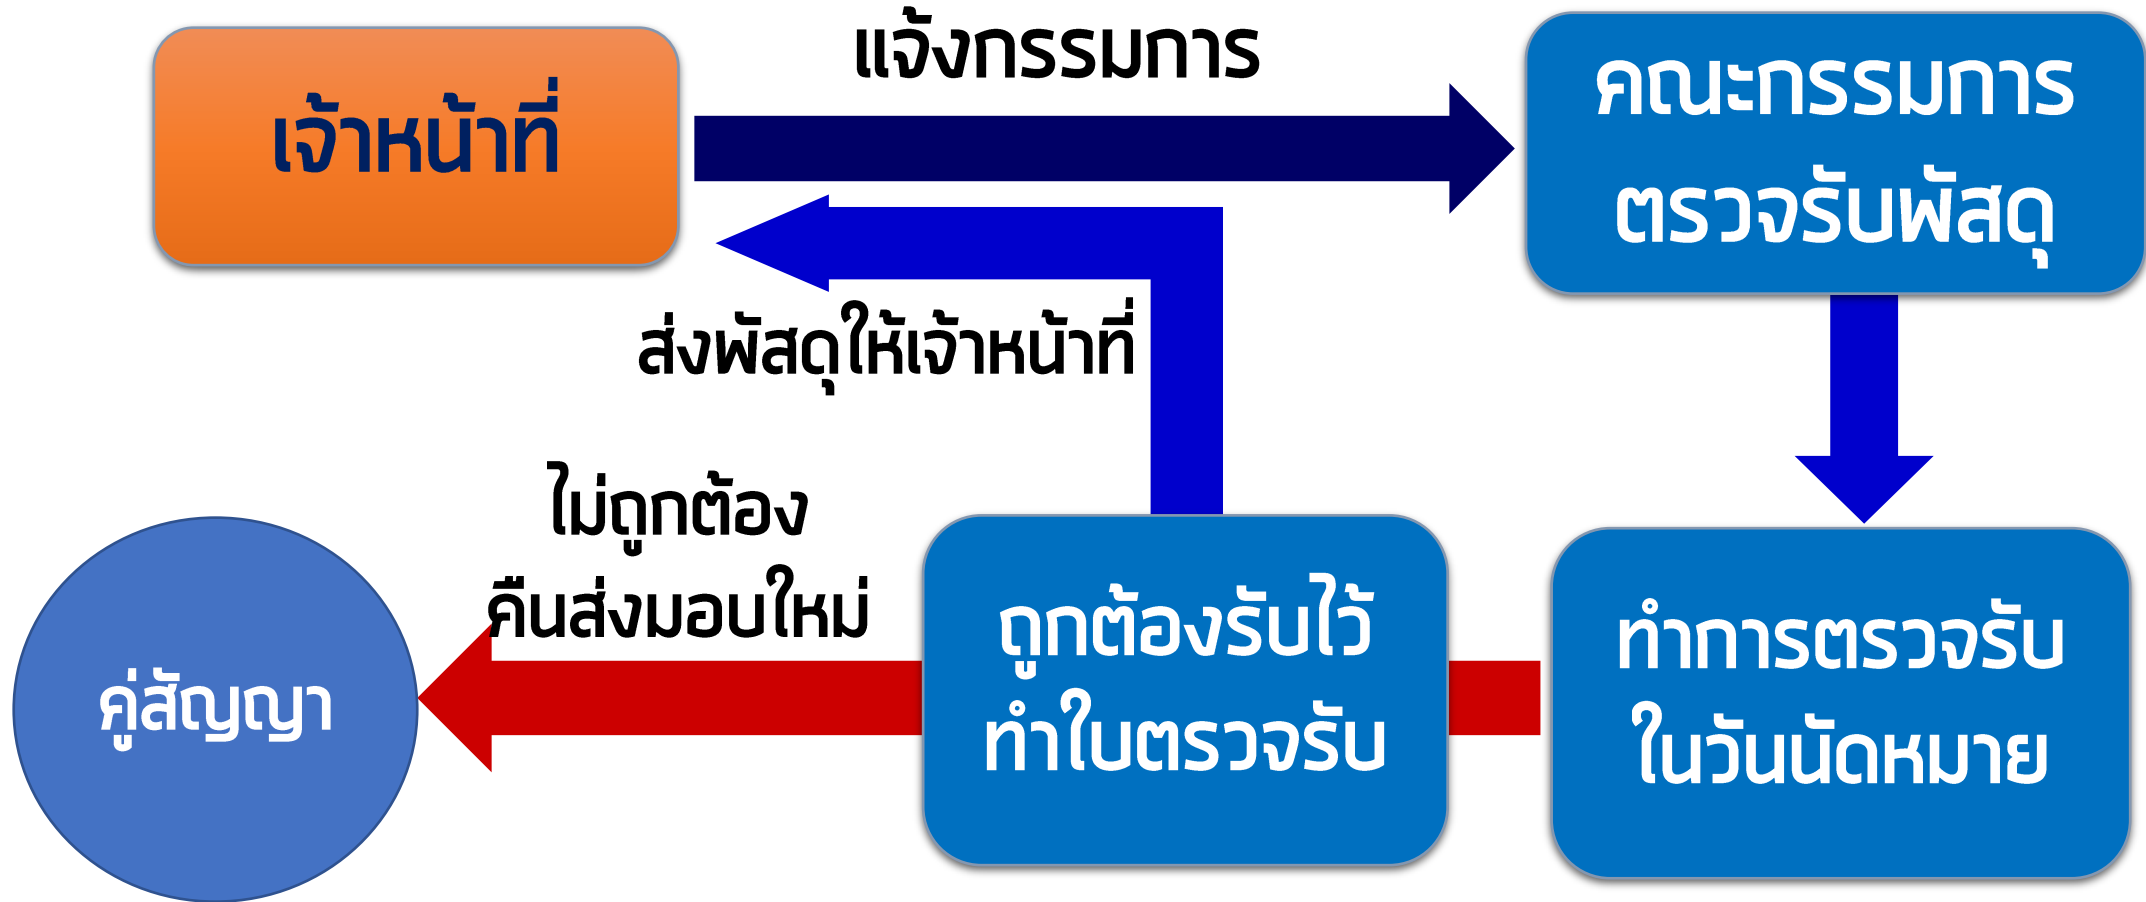 เจ้าหน้าที่
แจ้งกรรมการ
คณะกรรมการ
ตรวจรับพัสดุ
ส่งพัสดุให้เจ้าหน้าที่
ไม่ถูกต้อง
คืนส่งมอบใหม่
คู่สัญญา
ถูกต้องรับไว้
ทำใบตรวจรับ
ทำการตรวจรับ
ในวันนัดหมาย